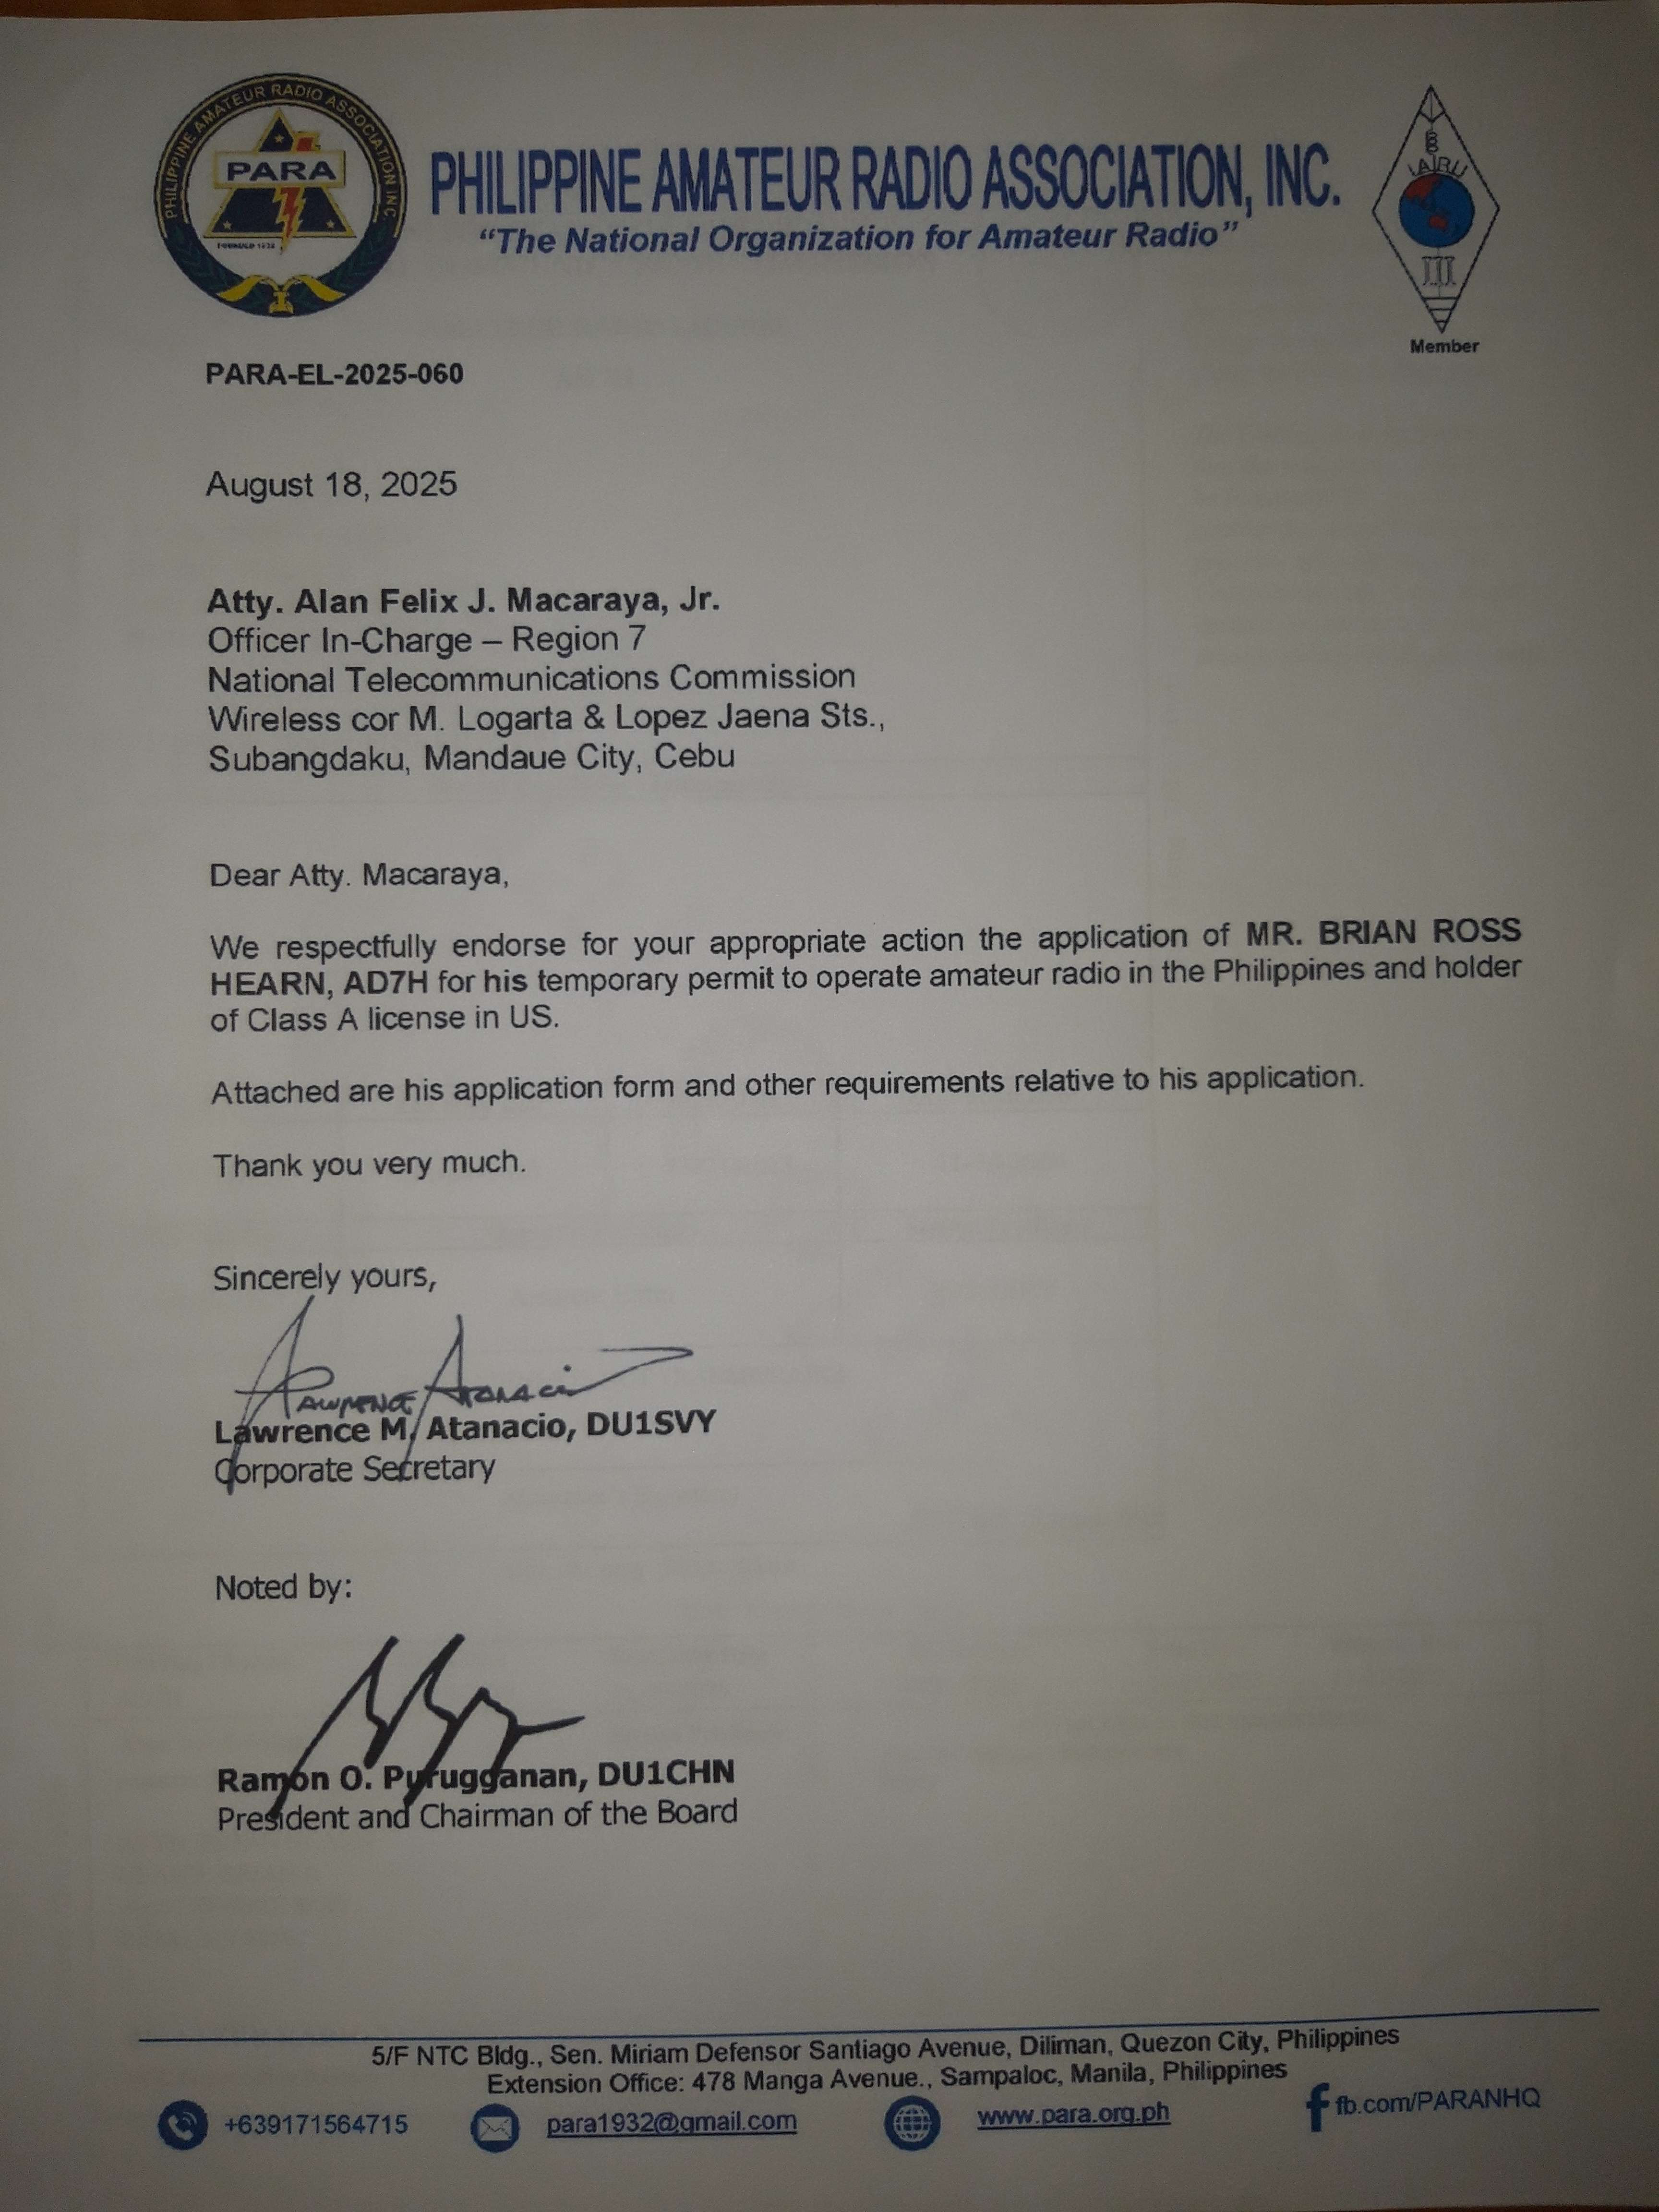 PHILIPPINE AMATEUR RADIO ASSOCIATION INC
PARA
FOUNDED 1932
PHILIPPINE AMATEUR RADIO ASSOCIATION, INC.
“The National Organization for Amateur Radio”
IARU
III
Member
PARA-EL-2025-060
August 18, 2025
Atty. Alan Felix J. Macaraya, Jr.
Officer In-Charge – Region 7
National Telecommunications Commission
Wireless cor M. Logarta & Lopez Jaena Sts.,
Subangdaku, Mandaue City, Cebu
Dear Atty. Macaraya,
We respectfully endorse for your appropriate action the application of MR. BRIAN ROSS
HEARN, AD7H for his temporary permit to operate amateur radio in the Philippines and holder
of Class A license in US.
Attached are his application form and other requirements relative to his application.
Thank you very much.
Sincerely yours,
Lawrence Atanacio
Lawrence M. Atanacio, DU1SVY
Corporate Secretary
Noted by:
Ramon O. Purugganan, DU1CHN
President and Chairman of the Board
5/F NTC Bldg., Sen. Miriam Defensor Santiago Avenue, Diliman, Quezon City, Philippines
Extension Office: 478 Manga Avenue., Sampaloc, Manila, Philippines
+639171564715 para1932@gmail.com www.para.org.ph fb.com/PARANHQ